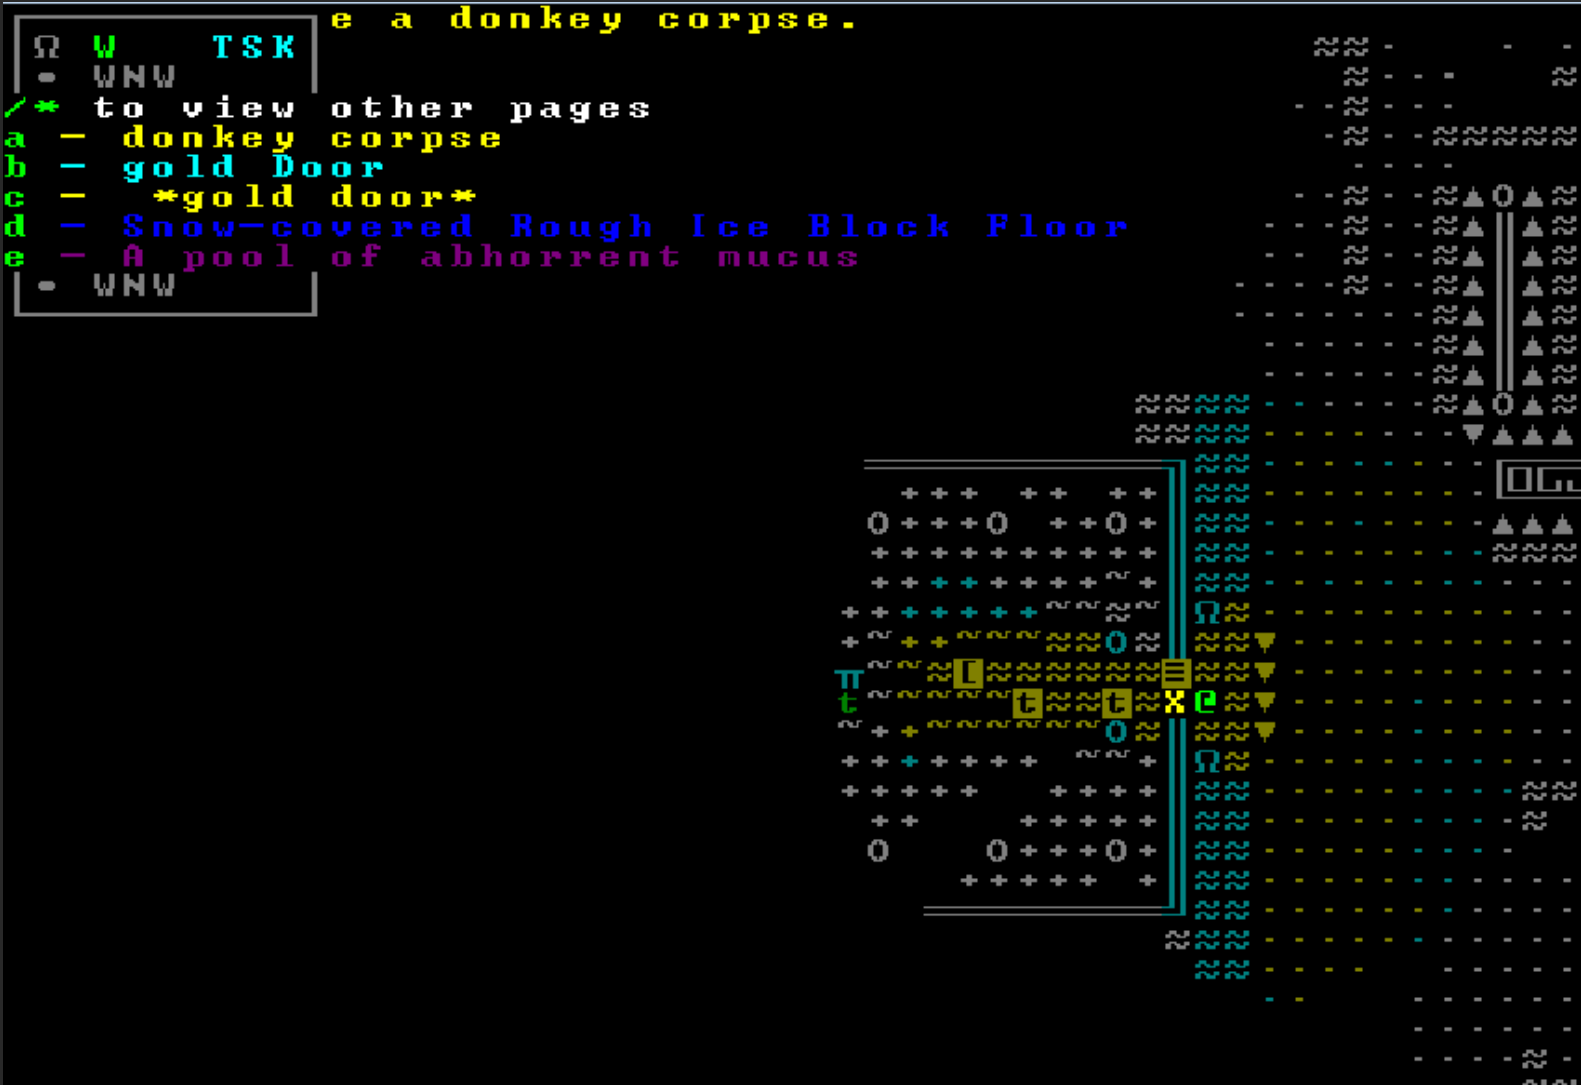 e a donkey corpse.
Ω W TSK
• WNW
/* to view other pages
a – donkey corpse
b – gold Door
c – *gold door*
d – Snow-covered Rough Ice Block Floor
e – A pool of abhorrent mucus
• WNW